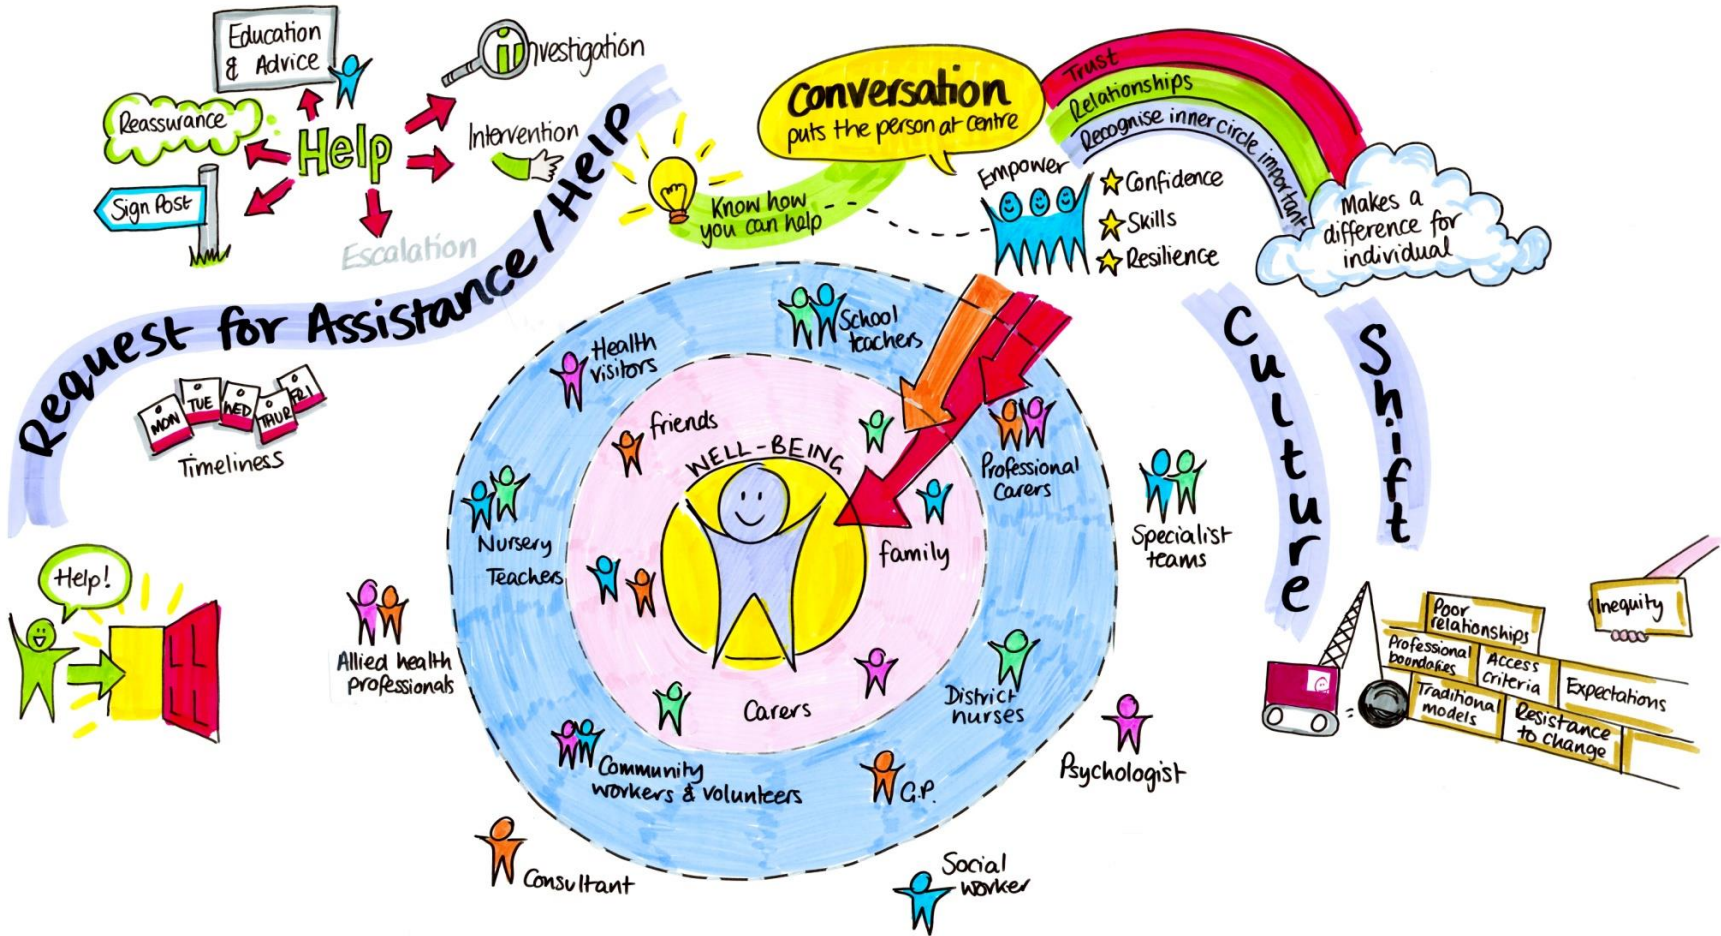 Education
& Advice
investigation
Reassurance
Help
Intervention
Sign Post
Escalation
Request for Assistance/Help
MON
TUE
WED
THUR
FRI
Timeliness
Help!
Conversation
puts the person at centre
Know how
you can help
Empower
Confidence
Skills
Resilience
Trust
Relationships
Recognise inner circle important
Makes a
difference for
individual
Culture
Shift
School
teachers
Health
visitors
friends
WELL-BEING
Professional
Carers
Nursery
Teachers
family
Specialist
teams
Allied health
professionals
Carers
District
nurses
Community
workers & volunteers
G.P.
Psychologist
Consultant
Social
worker
Poor
relationships
Inequity
Professional
boundaries
Access
criteria
Expectations
Traditional
models
Resistance
to change